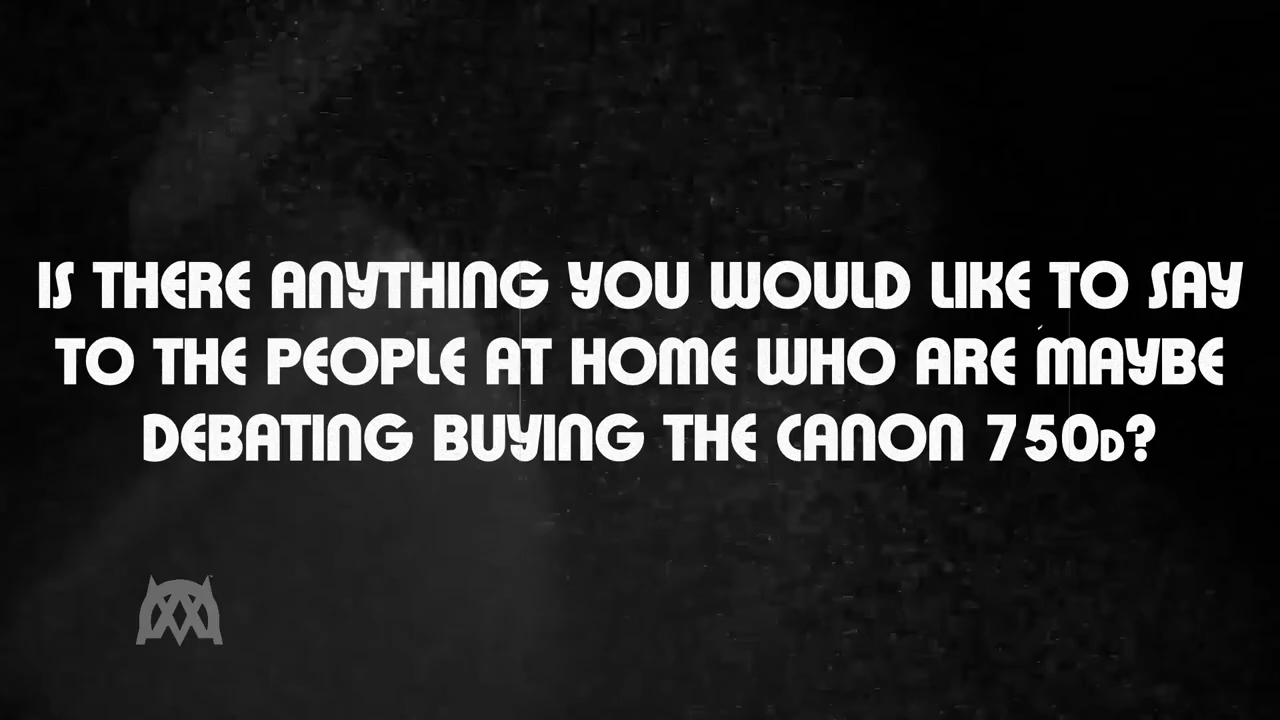 IS THERE ANYTHING YOU WOULD LIKE TO SAY
TO THE PEOPLE AT HOME WHO ARE MAYBE
DEBATING BUYING THE CANON 750D?